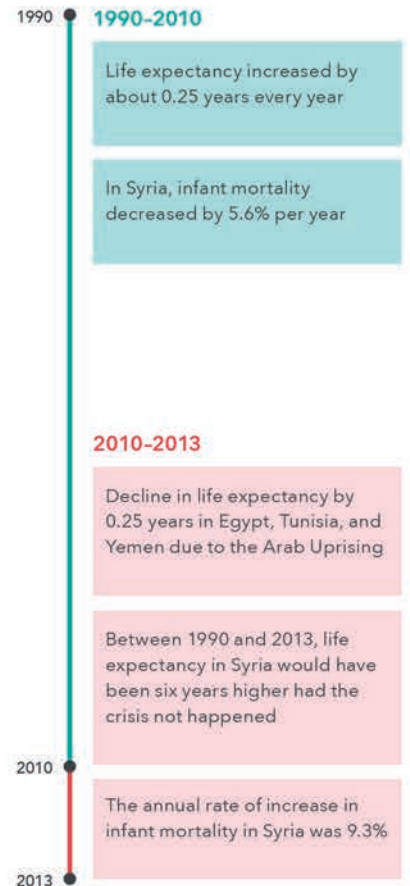 1990
1990–2010
Life expectancy increased by
about 0.25 years every year
In Syria, infant mortality
decreased by 5.6% per year
2010–2013
Decline in life expectancy by
0.25 years in Egypt, Tunisia, and
Yemen due to the Arab Uprising
Between 1990 and 2013, life
expectancy in Syria would have
been six years higher had the
crisis not happened
2010
The annual rate of increase in
infant mortality in Syria was 9.3%
2013